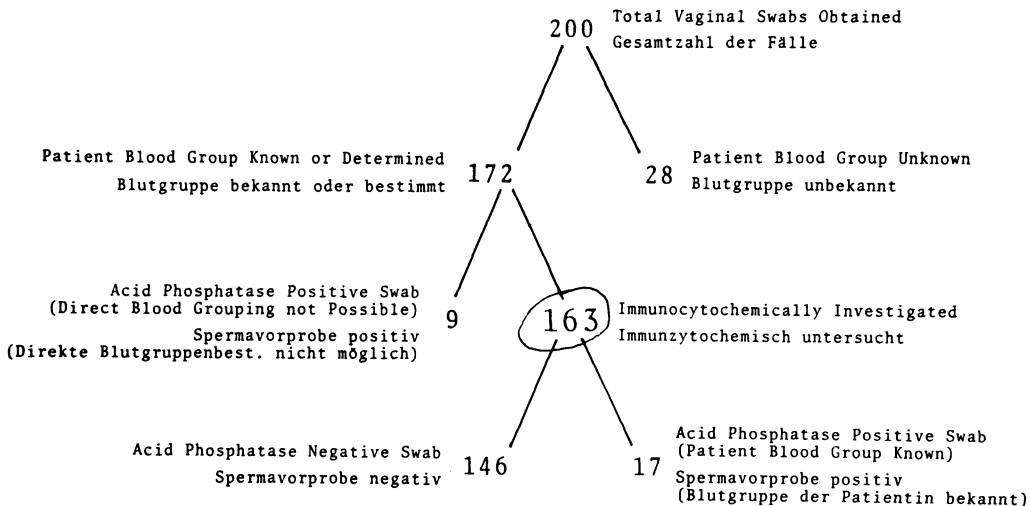 200 Total Vaginal Swabs Obtained
Gesamtzahl der Fälle
Patient Blood Group Known or Determined
Blutgruppe bekannt oder bestimmt
172
28
Patient Blood Group Unknown
Blutgruppe unbekannt
Acid Phosphatase Positive Swab
(Direct Blood Grouping not Possible)
Spermavorprobe positiv
(Direkte Blutgruppenbest. nicht möglich)
9
163
Immunocytochemically Investigated
Immunzytochemisch untersucht
Acid Phosphatase Negative Swab
Spermavorprobe negativ
146
17
Acid Phosphatase Positive Swab
(Patient Blood Group Known)
Spermavorprobe positiv
(Blutgruppe der Patientin bekannt)